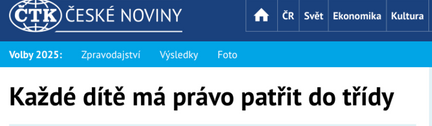 ČTK ČESKÉ NOVINY
ČR Svět Ekonomika Kultura
Volby 2025: Zpravodajství Výsledky Foto
Každé dítě má právo patřit do třídy